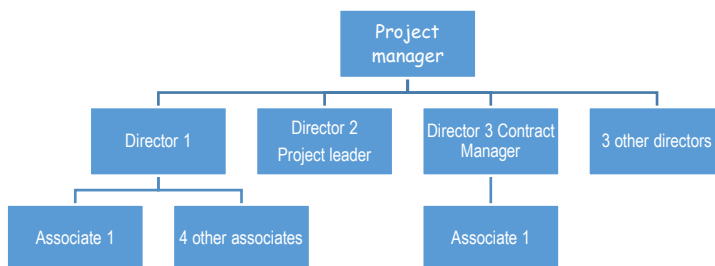 Project
manager
Director 1
Director 2
Project leader
Director 3 Contract
Manager
3 other directors
Associate 1
4 other associates
Associate 1